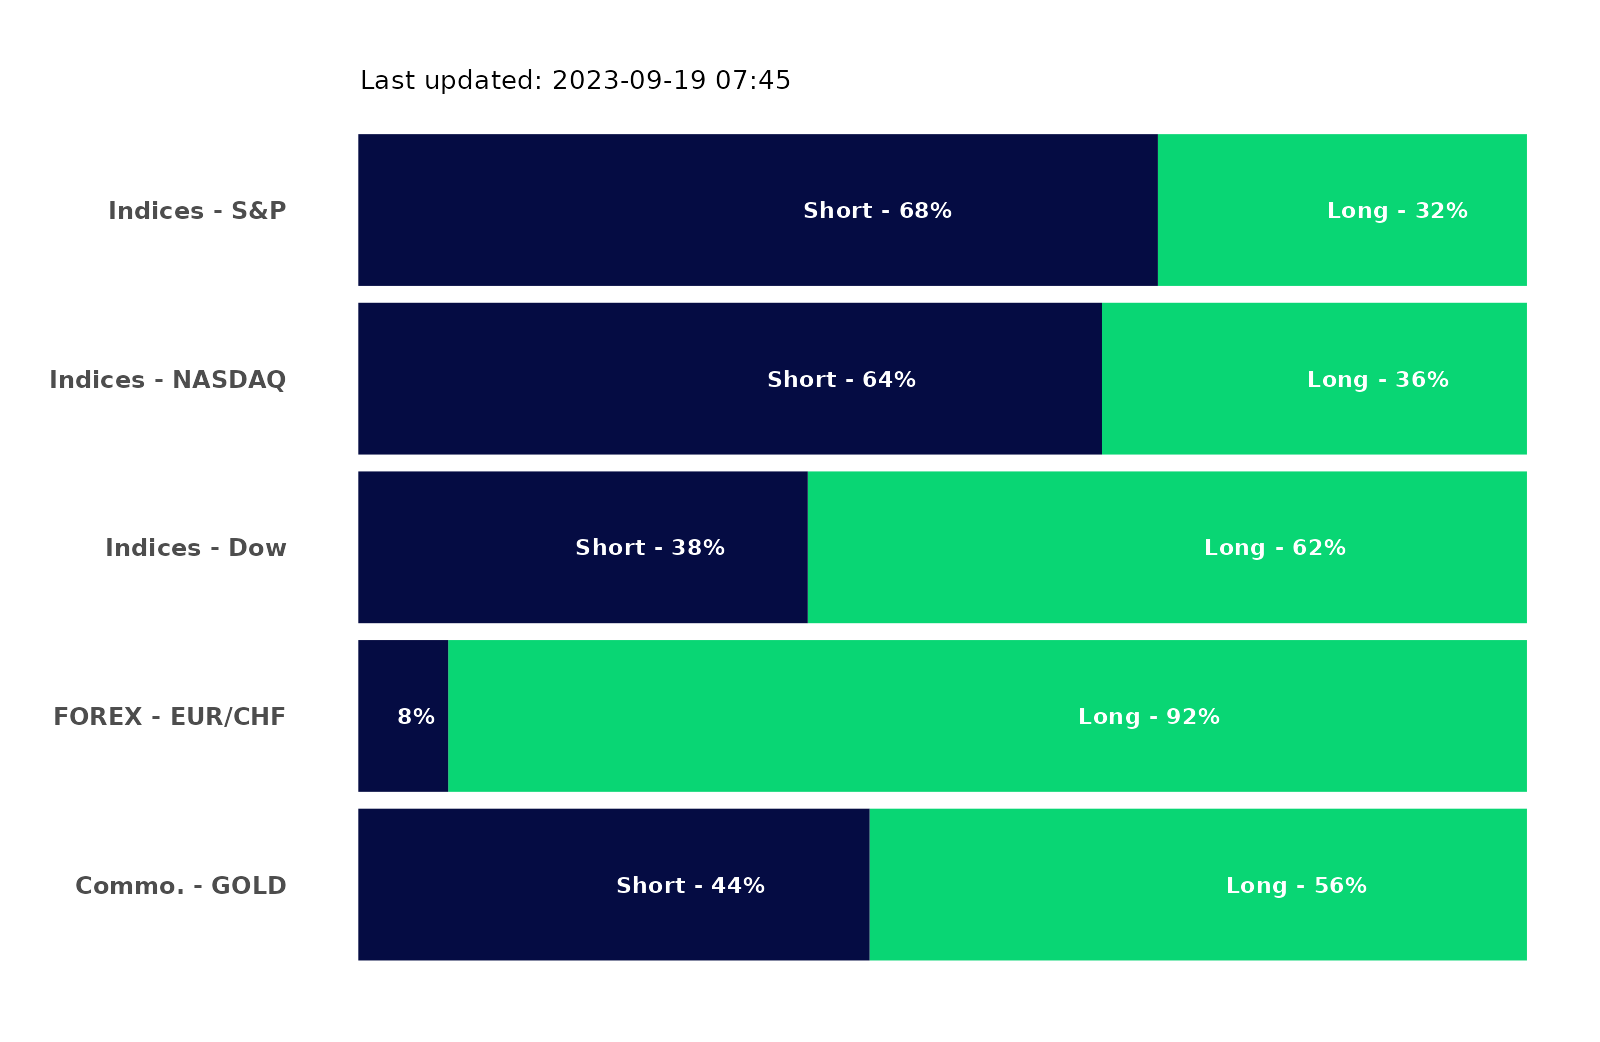 Last updated: 2023-09-19 07:45
Indices - S&P Short - 68% Long - 32%
Indices - NASDAQ Short - 64% Long - 36%
Indices - Dow Short - 38% Long - 62%
FOREX - EUR/CHF 8% Long - 92%
Commo. - GOLD Short - 44% Long - 56%